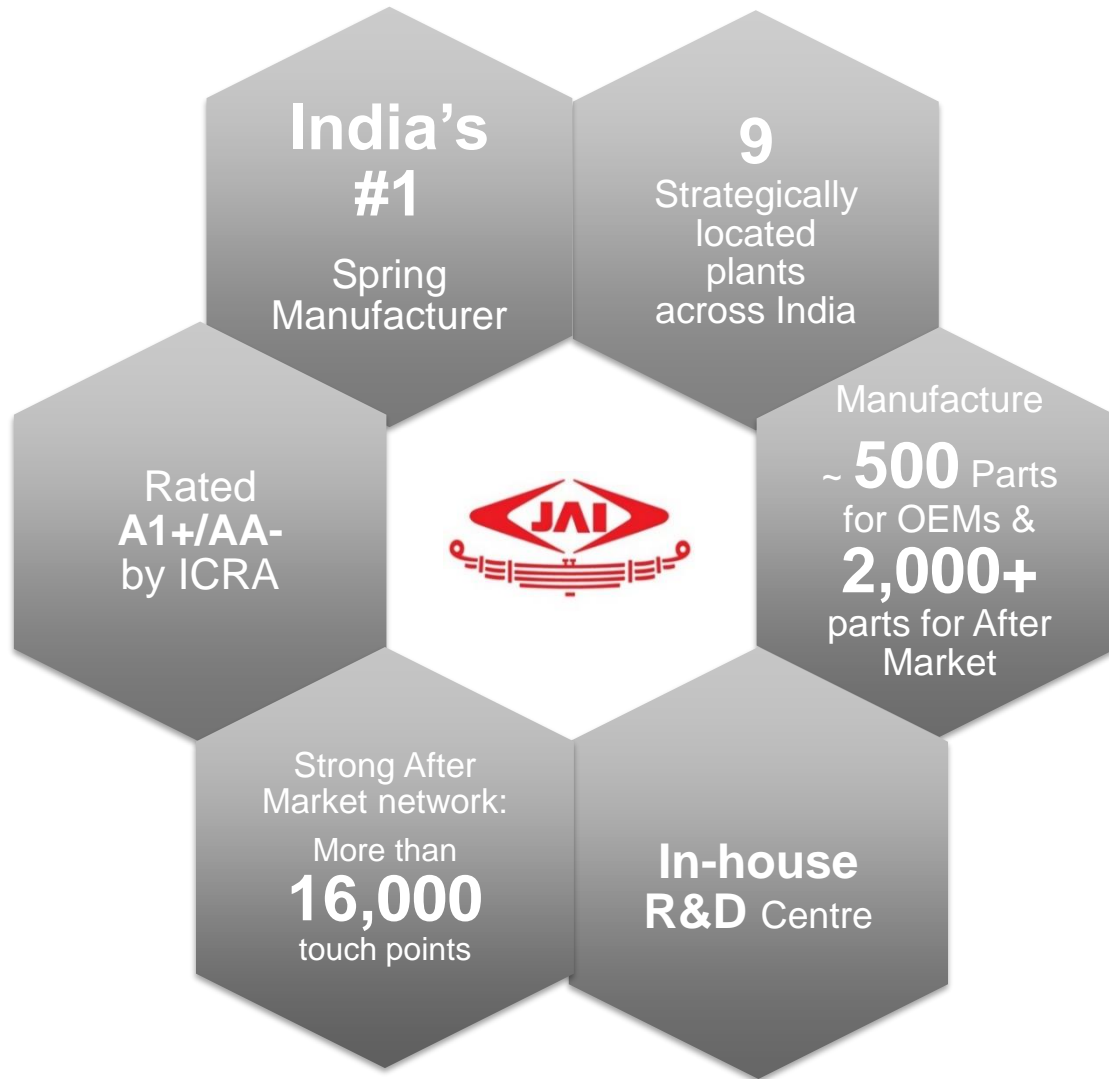 India’s
#1
Spring
Manufacturer
9
Strategically
located
plants
across India
Rated
A1+/AA-
by ICRA
JAI
Manufacture
~ 500 Parts
for OEMs &
2,000+
parts for After
Market
Strong After
Market network:
More than
16,000
touch points
In-house
R&D Centre